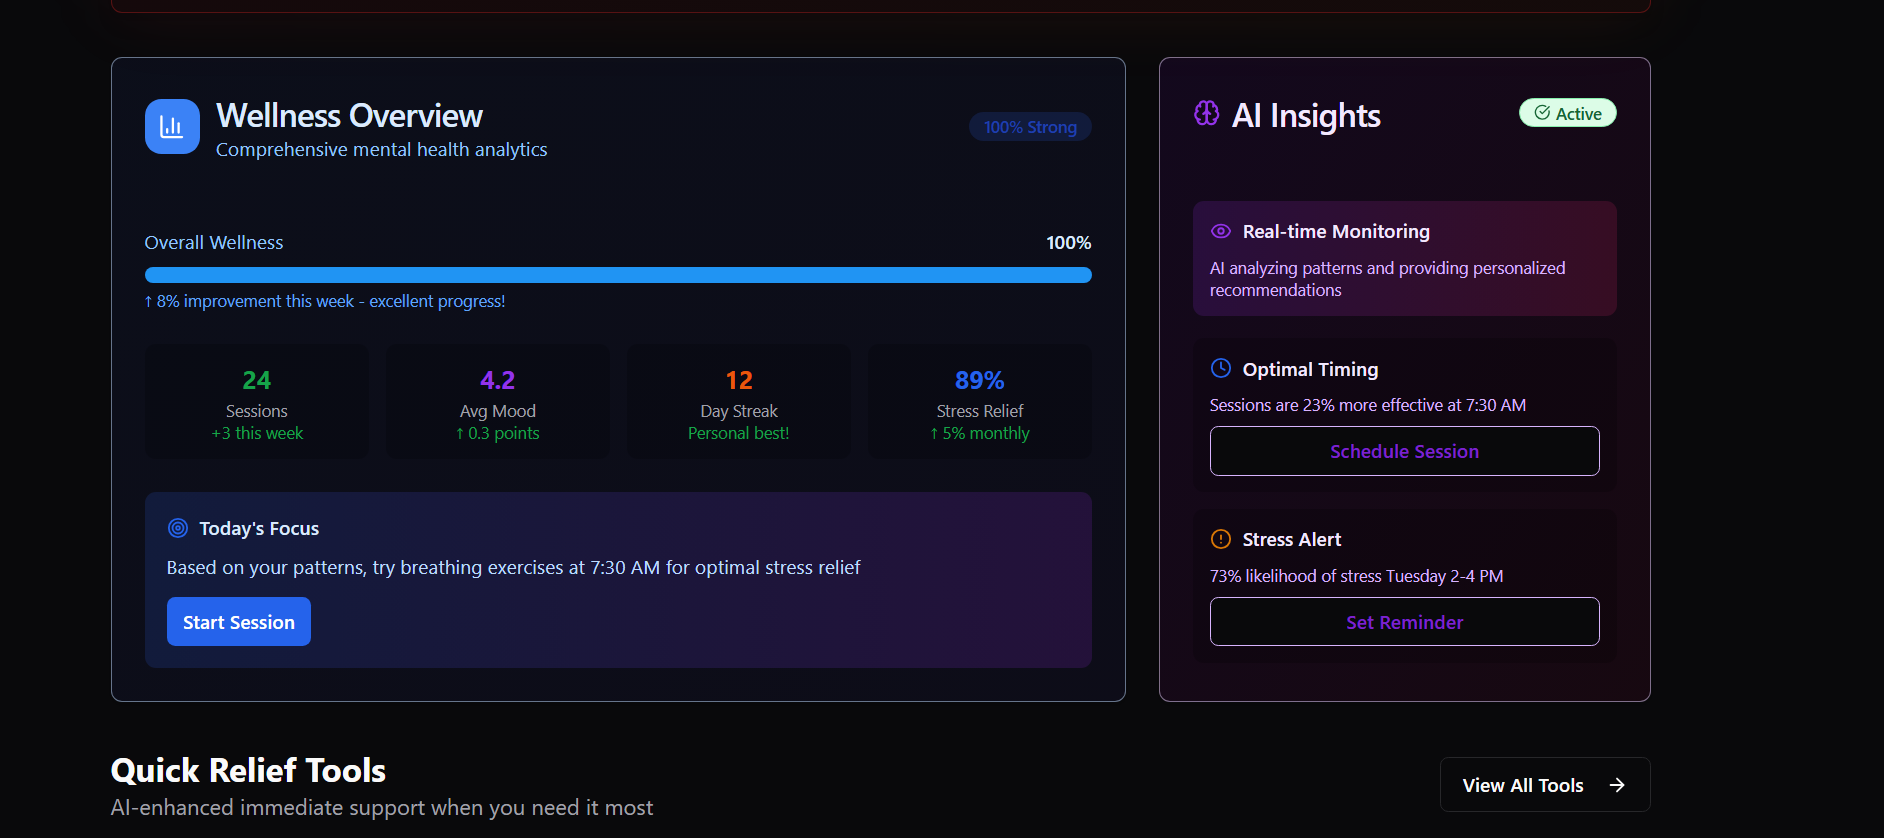 Wellness Overview
Comprehensive mental health analytics
100% Strong
Overall Wellness
100%
↑ 8% improvement this week - excellent progress!
24
Sessions
+3 this week
4.2
Avg Mood
↑ 0.3 points
12
Day Streak
Personal best!
89%
Stress Relief
↑ 5% monthly
Today's Focus
Based on your patterns, try breathing exercises at 7:30 AM for optimal stress relief
Start Session
AI Insights
Active
Real-time Monitoring
AI analyzing patterns and providing personalized
recommendations
Optimal Timing
Sessions are 23% more effective at 7:30 AM
Schedule Session
Stress Alert
73% likelihood of stress Tuesday 2-4 PM
Set Reminder
Quick Relief Tools
AI-enhanced immediate support when you need it most
View All Tools →